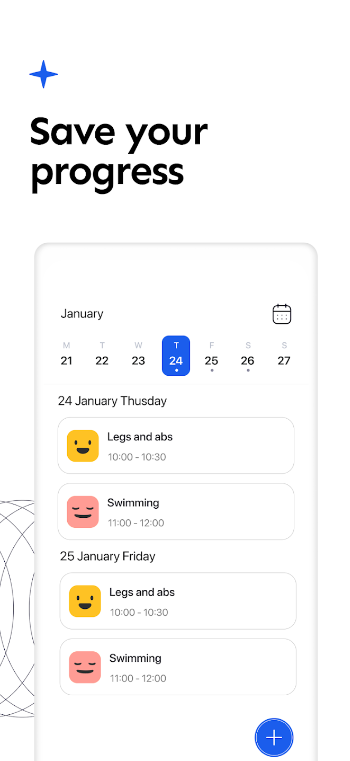 Save your
progress
January
M T W T F S S
21 22 23 24 25 26 27
24 January Thusday
Legs and abs
10:00 - 10:30
Swimming
11:00 - 12:00
25 January Friday
Legs and abs
10:00 - 10:30
Swimming
11:00 - 12:00